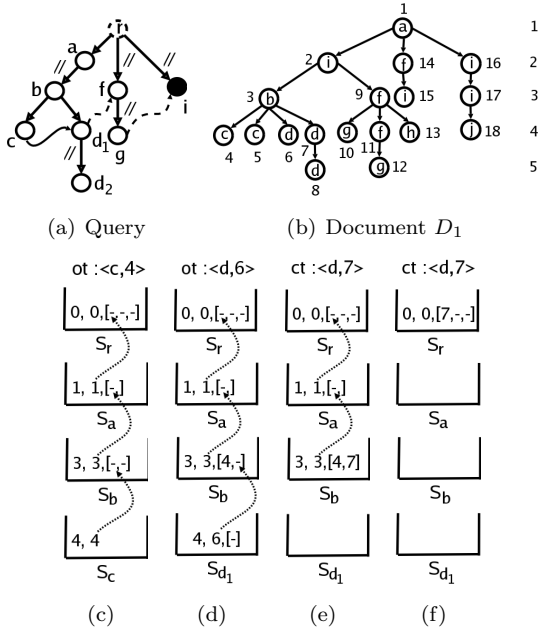 r
a
b
f
i
c
d1
g
d2
1
a
1
2
i
f
14
i
16
2
3
b
9
f
i
15
i
17
3
c
c
d
d
g
f
h
13
j
18
4
4
5
6
7
10
11
d
g
12
5
8
(a) Query
(b) Document D1
ot :<c,4>
ot :<d,6>
ct :<d,7>
ct :<d,7>
0, 0,[-,-,-]
0, 0,[-,-,-]
0, 0,[-,-,-]
0, 0,[7,-,-]
Sr
Sr
Sr
Sr
1, 1,[-]
1, 1,[-]
1, 1,[-]
Sa
Sa
Sa
Sa
3, 3,[-,-]
3, 3,[4,-]
3, 3,[4,7]
Sb
Sb
Sb
Sb
4, 4
4, 6,[-]
Sc
Sd1
Sd1
Sd1
(c)
(d)
(e)
(f)